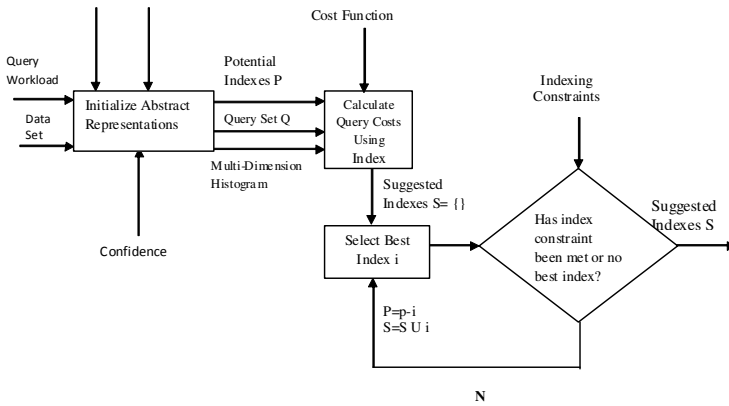 Cost Function
Query
Workload
Data
Set
Initialize Abstract
Representations
Confidence
Potential
Indexes P
Query Set Q
Multi-Dimension
Histogram
Calculate
Query Costs
Using
Index
Suggested
Indexes S= {}
Select Best
Index i
P=p-i
S=S U i
Indexing
Constraints
Has index
constraint
been met or no
best index?
Suggested
Indexes S
N